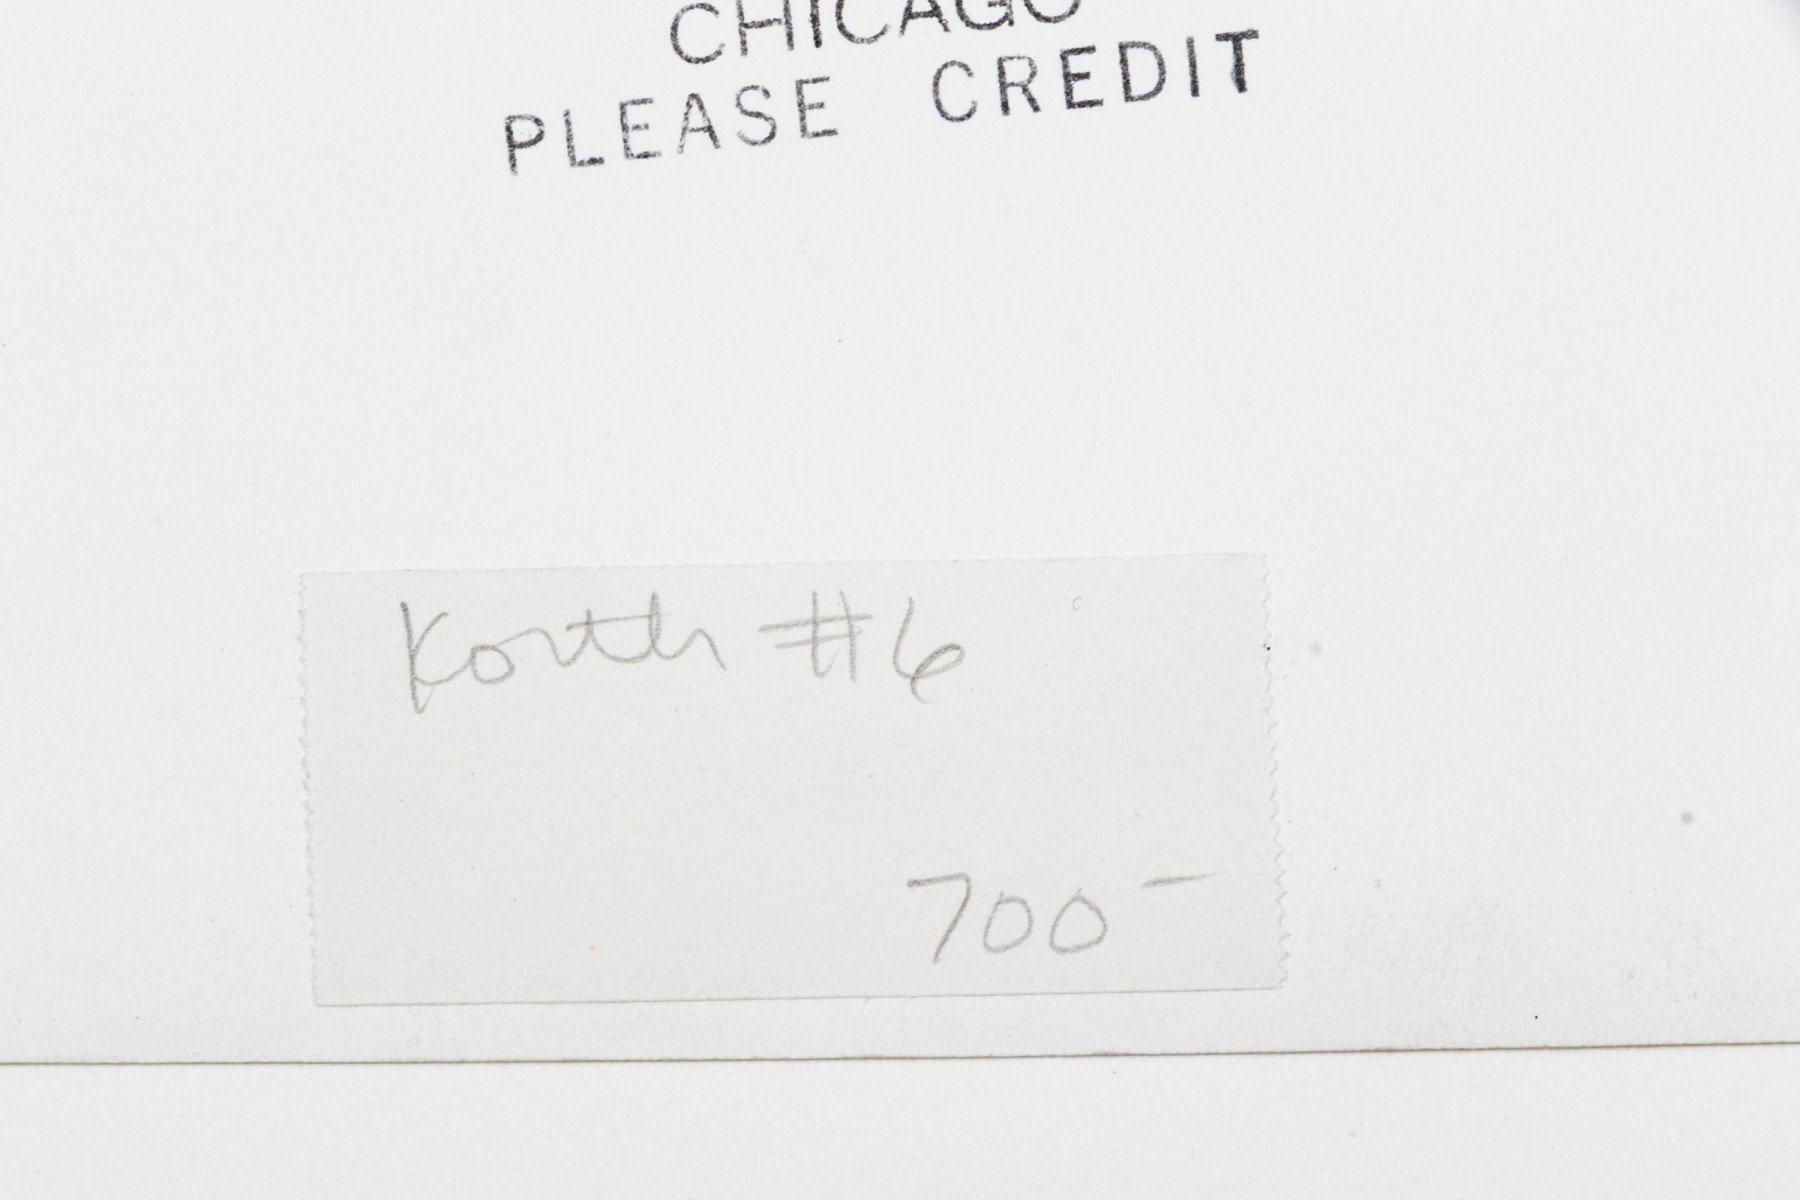 CHICAGO
PLEASE CREDIT
Korth #6
700-